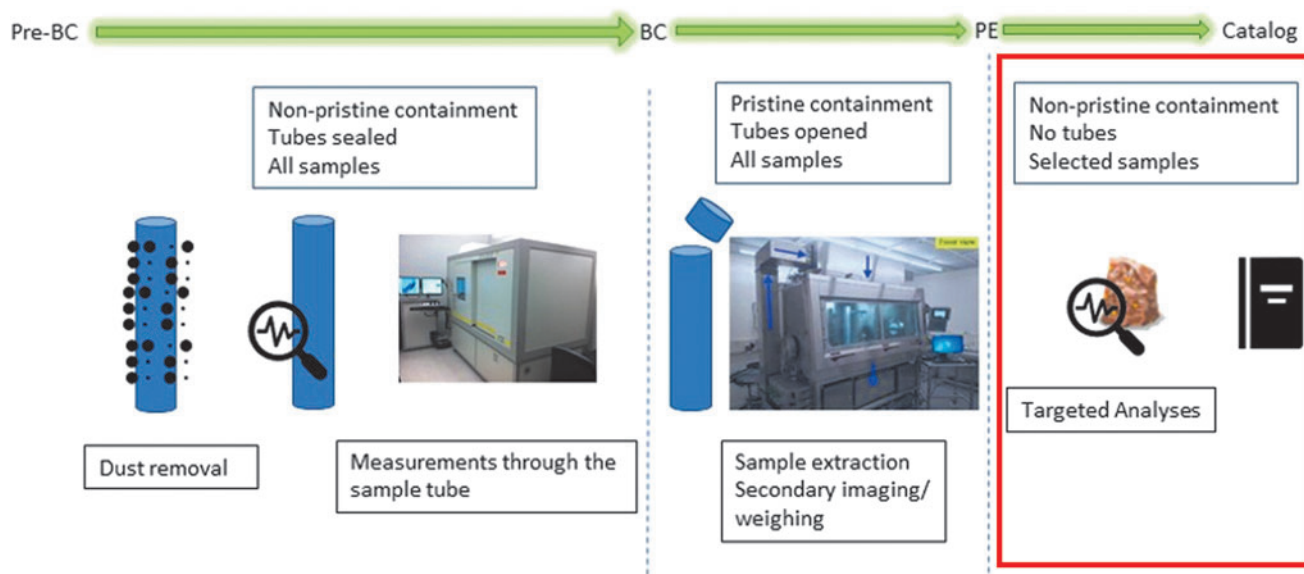 Pre-BC
BC
PE
Catalog
Non-pristine containment
Tubes sealed
All samples
Pristine containment
Tubes opened
All samples
Non-pristine containment
No tubes
Selected samples
Dust removal
Measurements through the
sample tube
Sample extraction
Secondary imaging/
weighing
Targeted Analyses